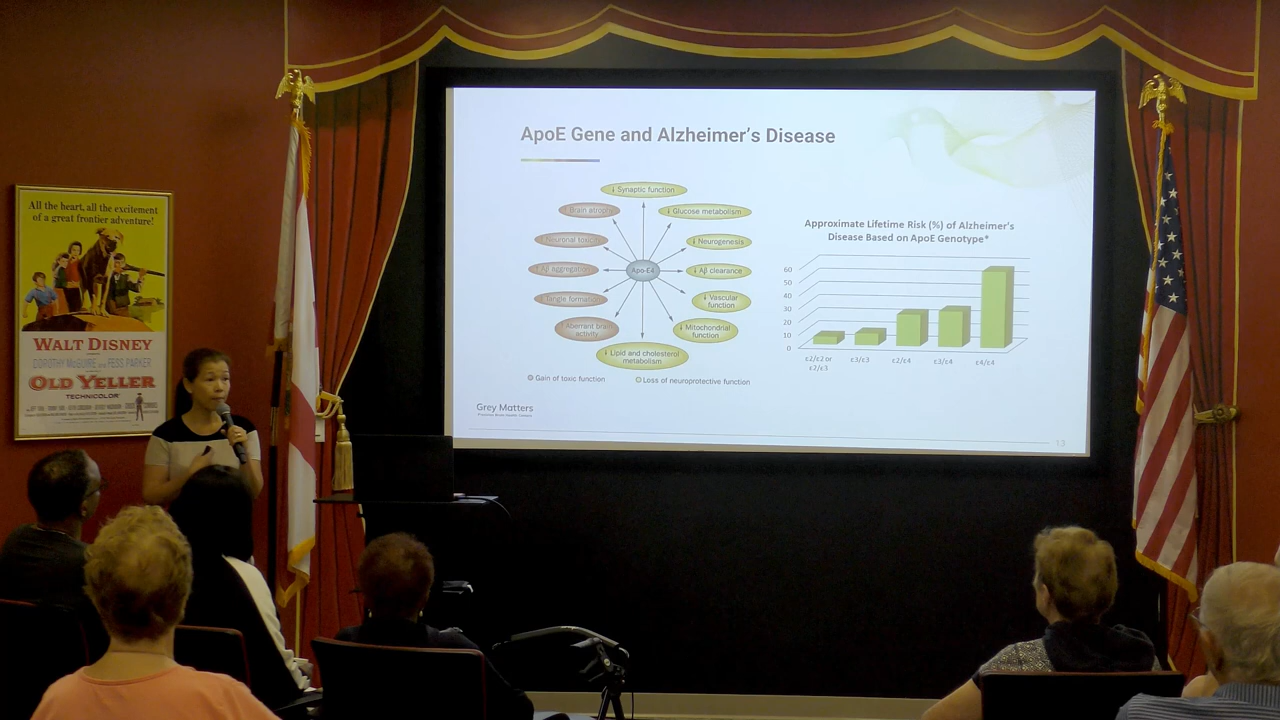 ApoE Gene and Alzheimer's Disease
↓ Synaptic function
↑ Brain atrophy
↓ Glucose metabolism
↑ Neuronal toxicity
↓ Neurogenesis
↑ Aβ aggregation
Apo-E4
↓ Aβ clearance
↑ Tangle formation
↓ Vascular
function
↑ Aberrant brain
activity
↓ Mitochondrial
function
↓ Lipid and cholesterol
metabolism
Gain of toxic function
Loss of neuroprotective function
Approximate Lifetime Risk (%) of Alzheimer's
Disease Based on ApoE Genotype*
60
50
40
30
20
10
0
ε2/ε2 or
ε2/ε3
ε3/ε3
ε2/ε4
ε3/ε4
ε4/ε4
Grey Matters
13
All the heart, all the excitement
of a great frontier adventure!
WALT DISNEY
DOROTHY McGUIRE and FESS PARKER
OLD YELLER
TECHNICOLOR®